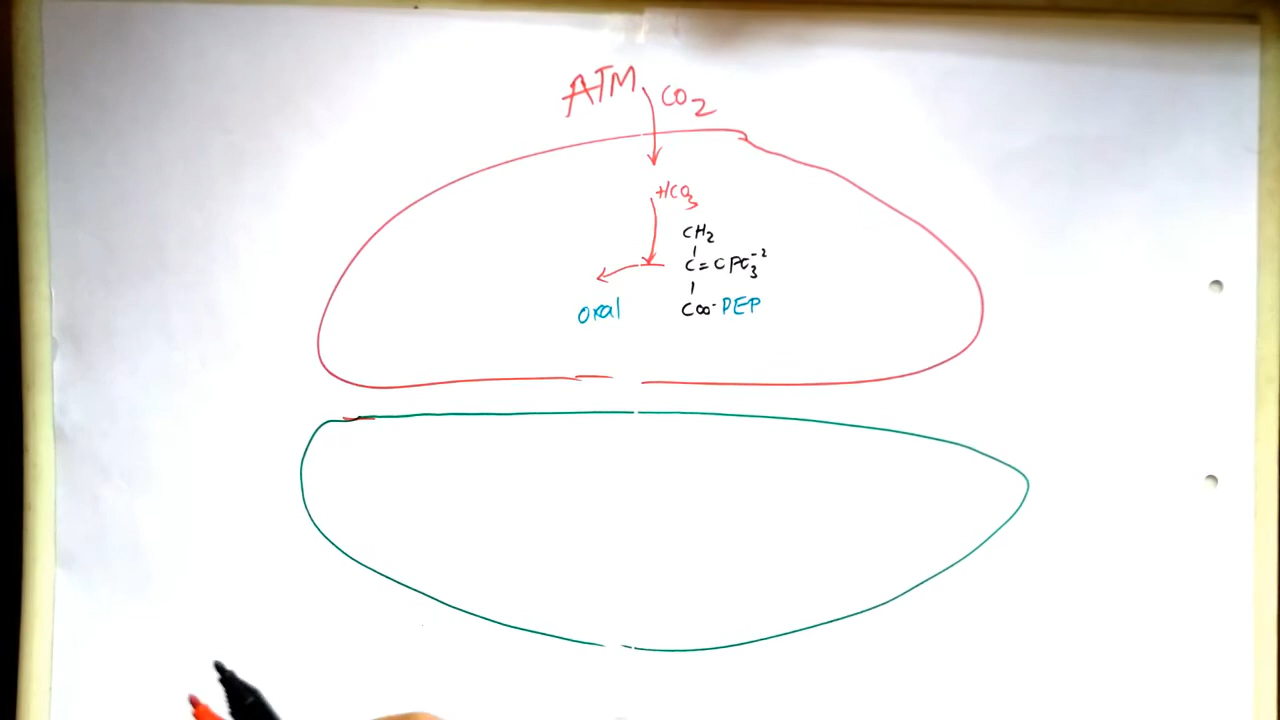 ATM CO2
HCO3
CH2
C=CPO3-2
Coo- PEP
oxal